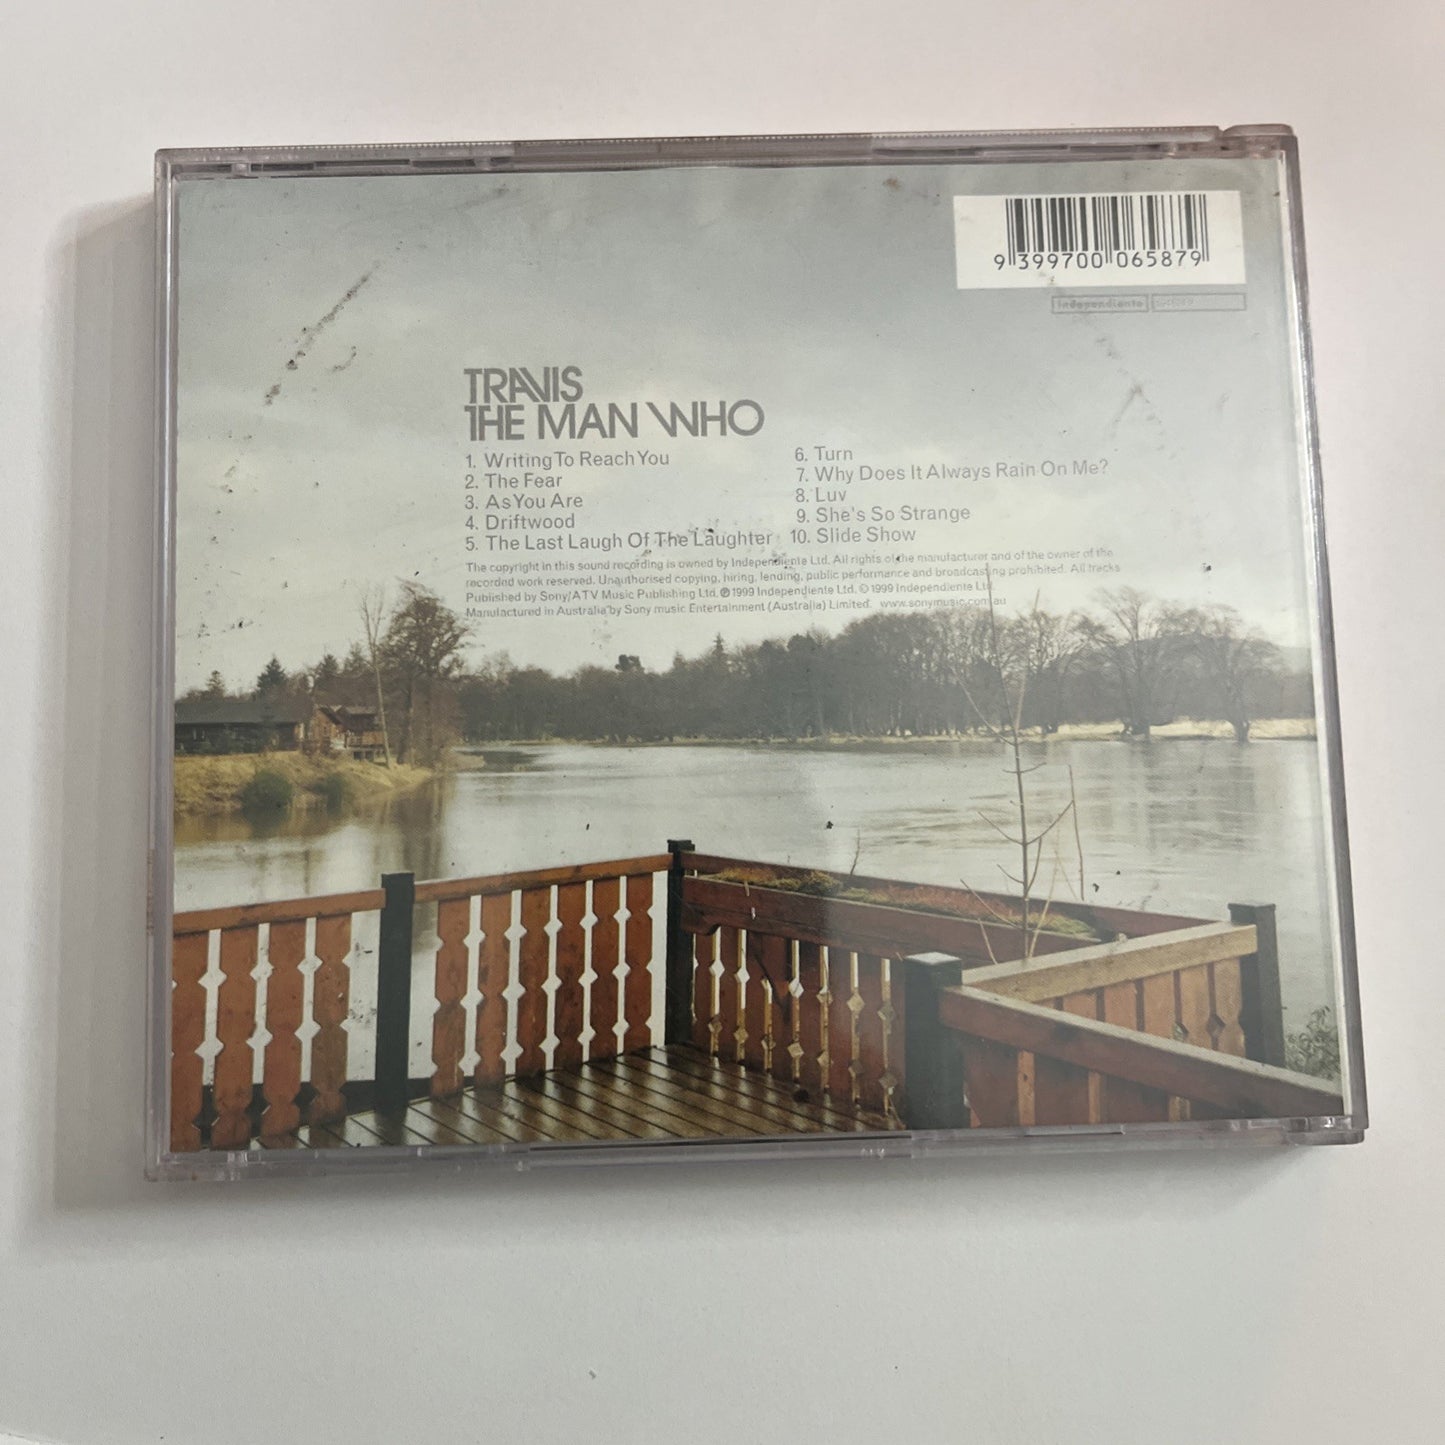 9 399700 065879
independiente
TRAVIS
THE MAN WHO
1. Writing To Reach You
2. The Fear
3. As You Are
4. Driftwood
5. The Last Laugh Of The Laughter
6. Turn
7. Why Does It Always Rain On Me?
8. Luv
9. She's So Strange
10. Slide Show
The copyright in this sound recording is owned by Independiente Ltd. All rights of the manufacturer and of the owner of the
recorded work reserved. Unauthorised copying, hiring, lending, public performance and broadcasting prohibited. All tracks
Published by Sony/ATV Music Publishing Ltd. ℗ 1999 Independiente Ltd. © 1999 Independiente Ltd.
Manufactured in Australia by Sony music Entertainment (Australia) Limited. www.sonymusic.com.au